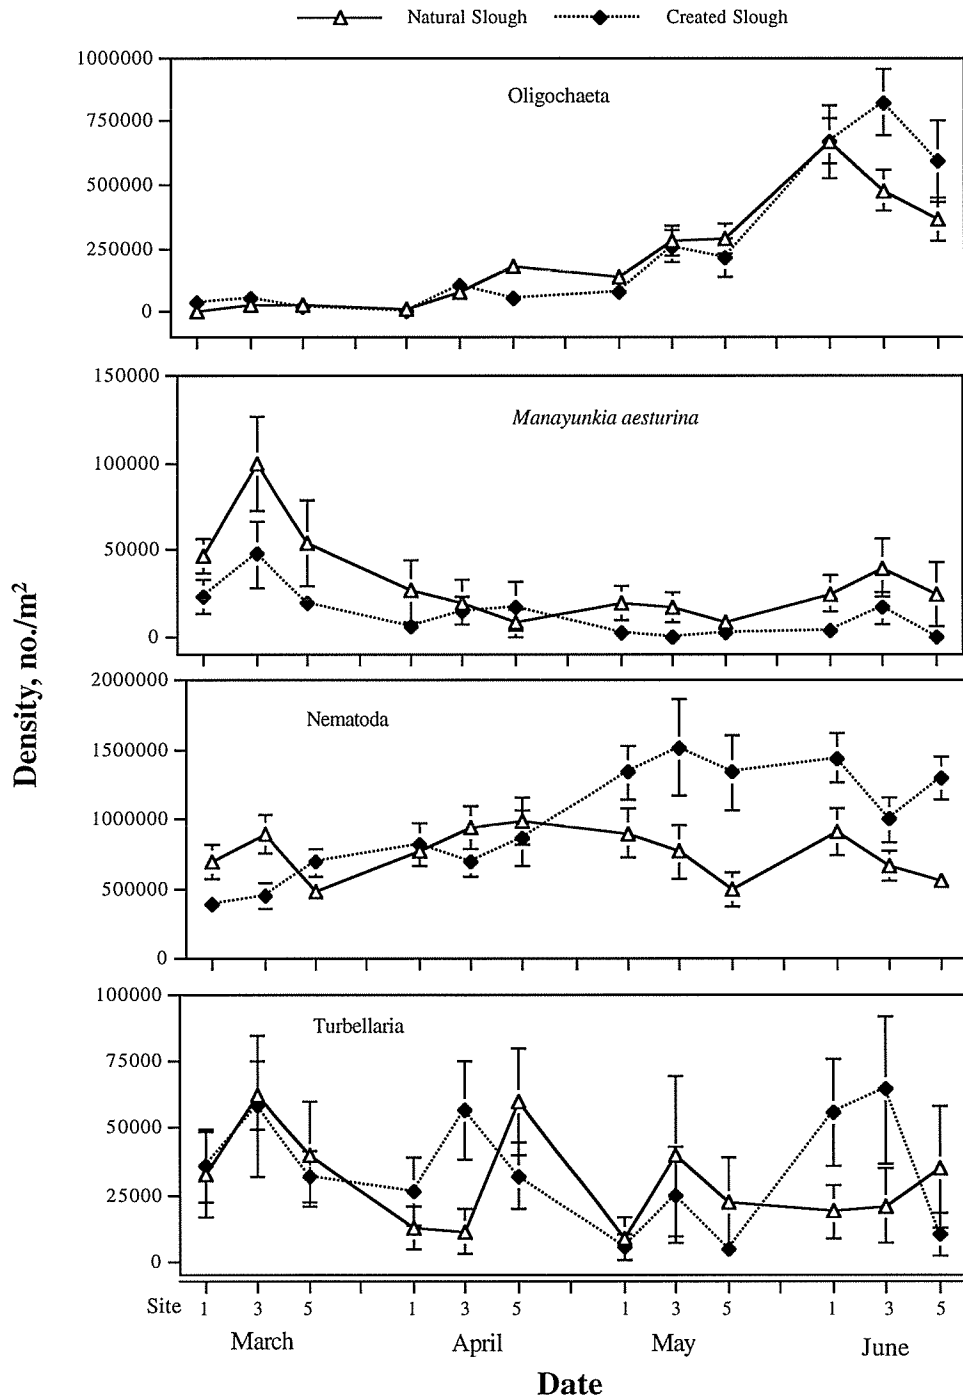 Natural Slough Created Slough
1000000
Oligochaeta
750000
500000
250000
0
150000
Manayunkia aesturina
100000
50000
0
2000000
Nematoda
1500000
1000000
500000
0
100000
Turbellaria
75000
50000
25000
0
Density, no./m²
Site 1 3 5 1 3 5 1 3 5 1 3 5
March April May June
Date